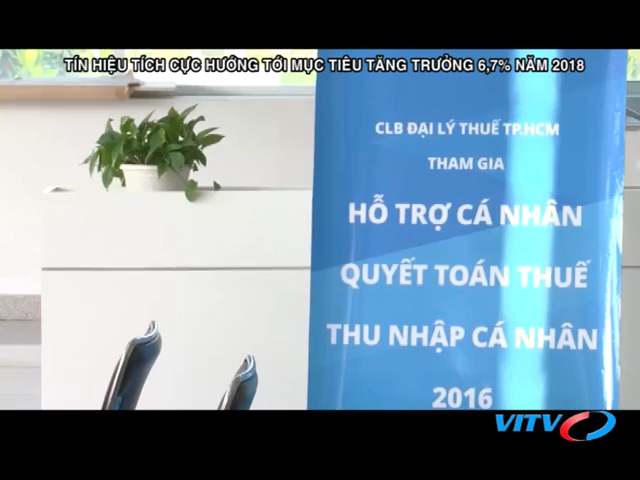 TÍN HIỆU TÍCH CỰC HƯỚNG TỚI MỤC TIÊU TĂNG TRƯỞNG 6,7% NĂM 2018
CLB ĐẠI LÝ THUẾ TP.HCM
THAM GIA
HỖ TRỢ CÁ NHÂN
QUYẾT TOÁN THUẾ
THU NHẬP CÁ NHÂN
2016
VITV